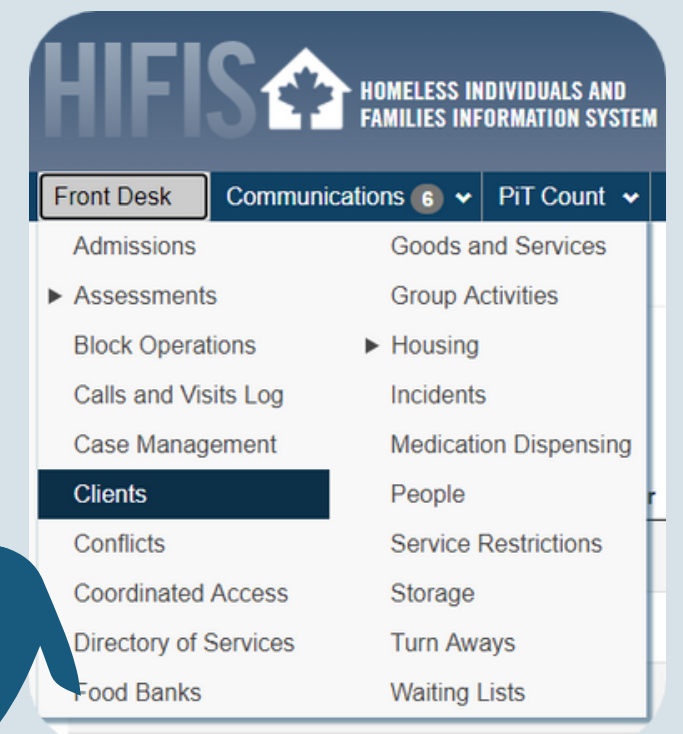 HIFIS
HOMELESS INDIVIDUALS AND
FAMILIES INFORMATION SYSTEM
Front Desk Communications 6 PiT Count
Admissions
Assessments
Block Operations
Calls and Visits Log
Case Management
Clients
Conflicts
Coordinated Access
Directory of Services
Food Banks
Goods and Services
Group Activities
Housing
Incidents
Medication Dispensing
People
Service Restrictions
Storage
Turn Aways
Waiting Lists
r